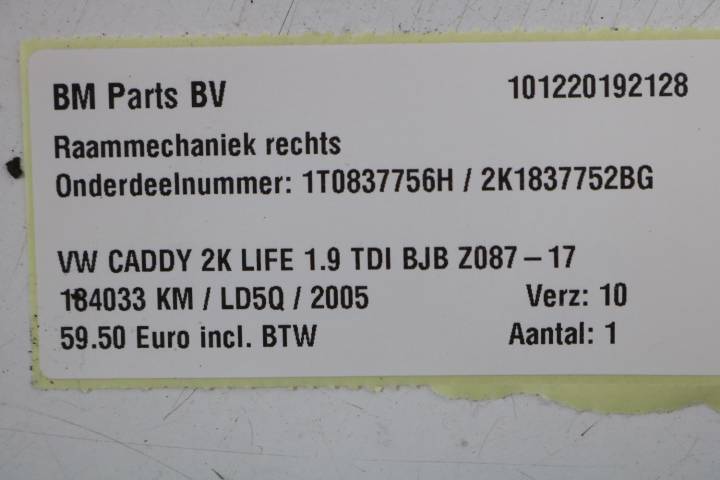 BM Parts BV 101220192128
Raammechaniek rechts
Onderdeelnummer: 1T0837756H / 2K1837752BG
VW CADDY 2K LIFE 1.9 TDI BJB Z087 – 17
184033 KM / LD5Q / 2005 Verz: 10
59.50 Euro incl. BTW Aantal: 1